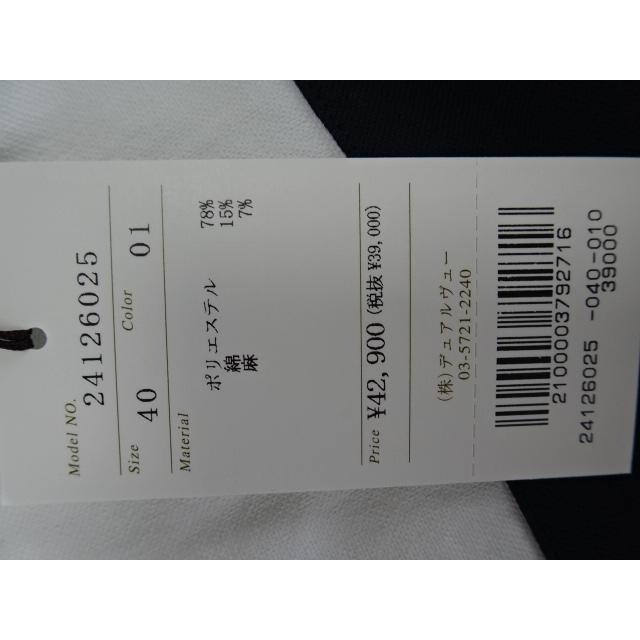 Model NO.
24126025
Size 40 Color 01
Material
ポリエステル 78%
綿 15%
麻 7%
Price ¥42,900 (税抜 ¥39,000)
(株)デュアルヴュー
03-5721-2240
2100003792716
24126025 -040-010
39000